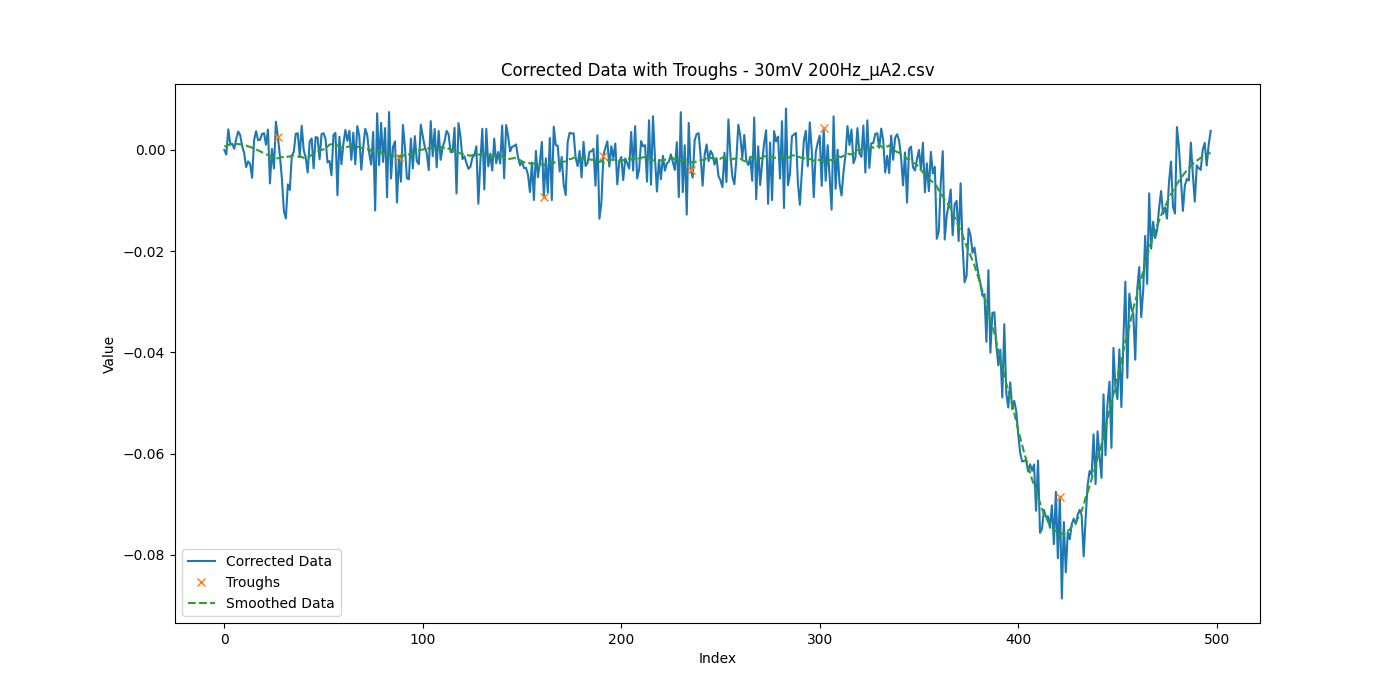 Corrected Data with Troughs - 30mV 200Hz_μA2.csv
0.00
−0.02
−0.04
−0.06
−0.08
Value
Corrected Data
Troughs
Smoothed Data
0 100 200 300 400 500
Index